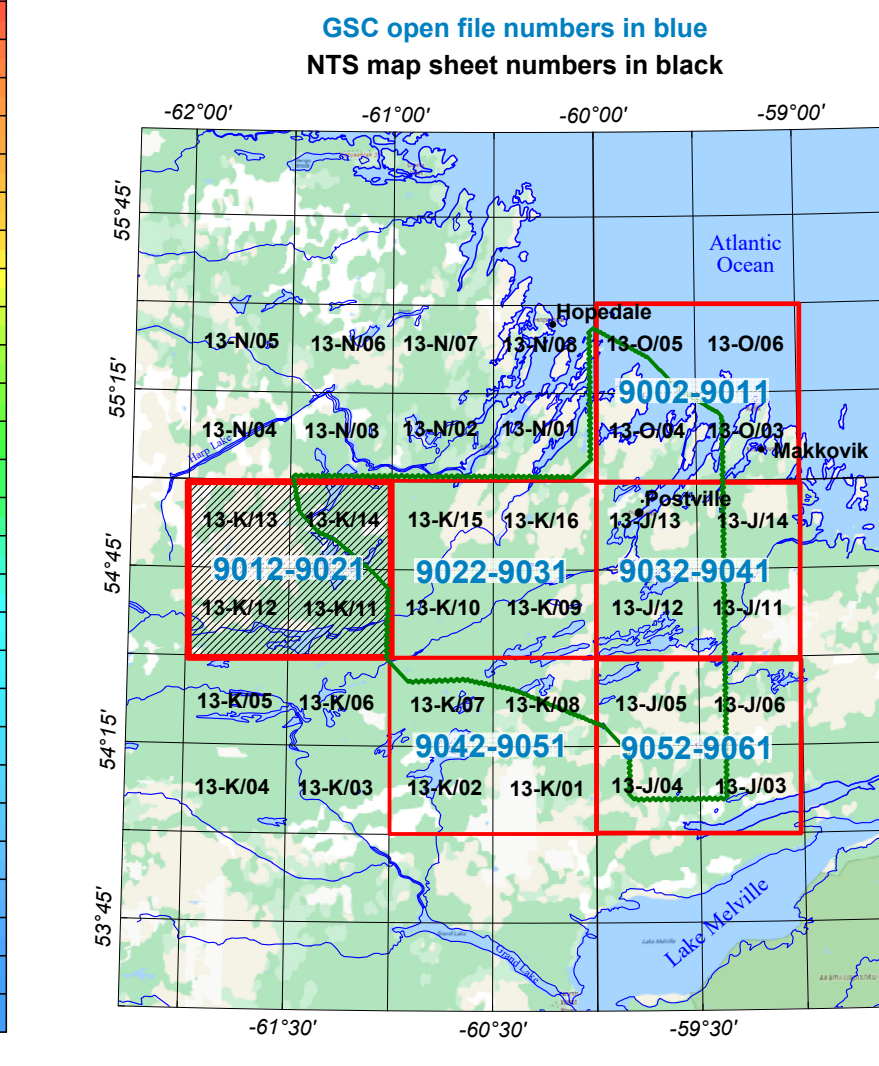 GSC open file numbers in blue
NTS map sheet numbers in black
-62°00' -61°00' -60°00' -59°00'
55°45'
Atlantic
Ocean
Hopedale
13-N/05 13-N/06 13-N/07 13-N/08 13-O/05 13-O/06
55°15'
9002-9011
13-N/04 13-N/03 13-N/02 13-N/01 13-O/04 13-O/03
Harp Lake
Makkovik
Postville
13-K/13 13-K/14 13-K/15 13-K/16 13-J/13 13-J/14
54°45'
9012-9021 9022-9031 9032-9041
13-K/12 13-K/11 13-K/10 13-K/09 13-J/12 13-J/11
13-K/05 13-K/06 13-K/07 13-K/08 13-J/05 13-J/06
54°15'
9042-9051 9052-9061
13-K/04 13-K/03 13-K/02 13-K/01 13-J/04 13-J/03
53°45'
Lake Melville
Grand Lake
Lake Melville
Grand Lake
-61°30' -60°30' -59°30'